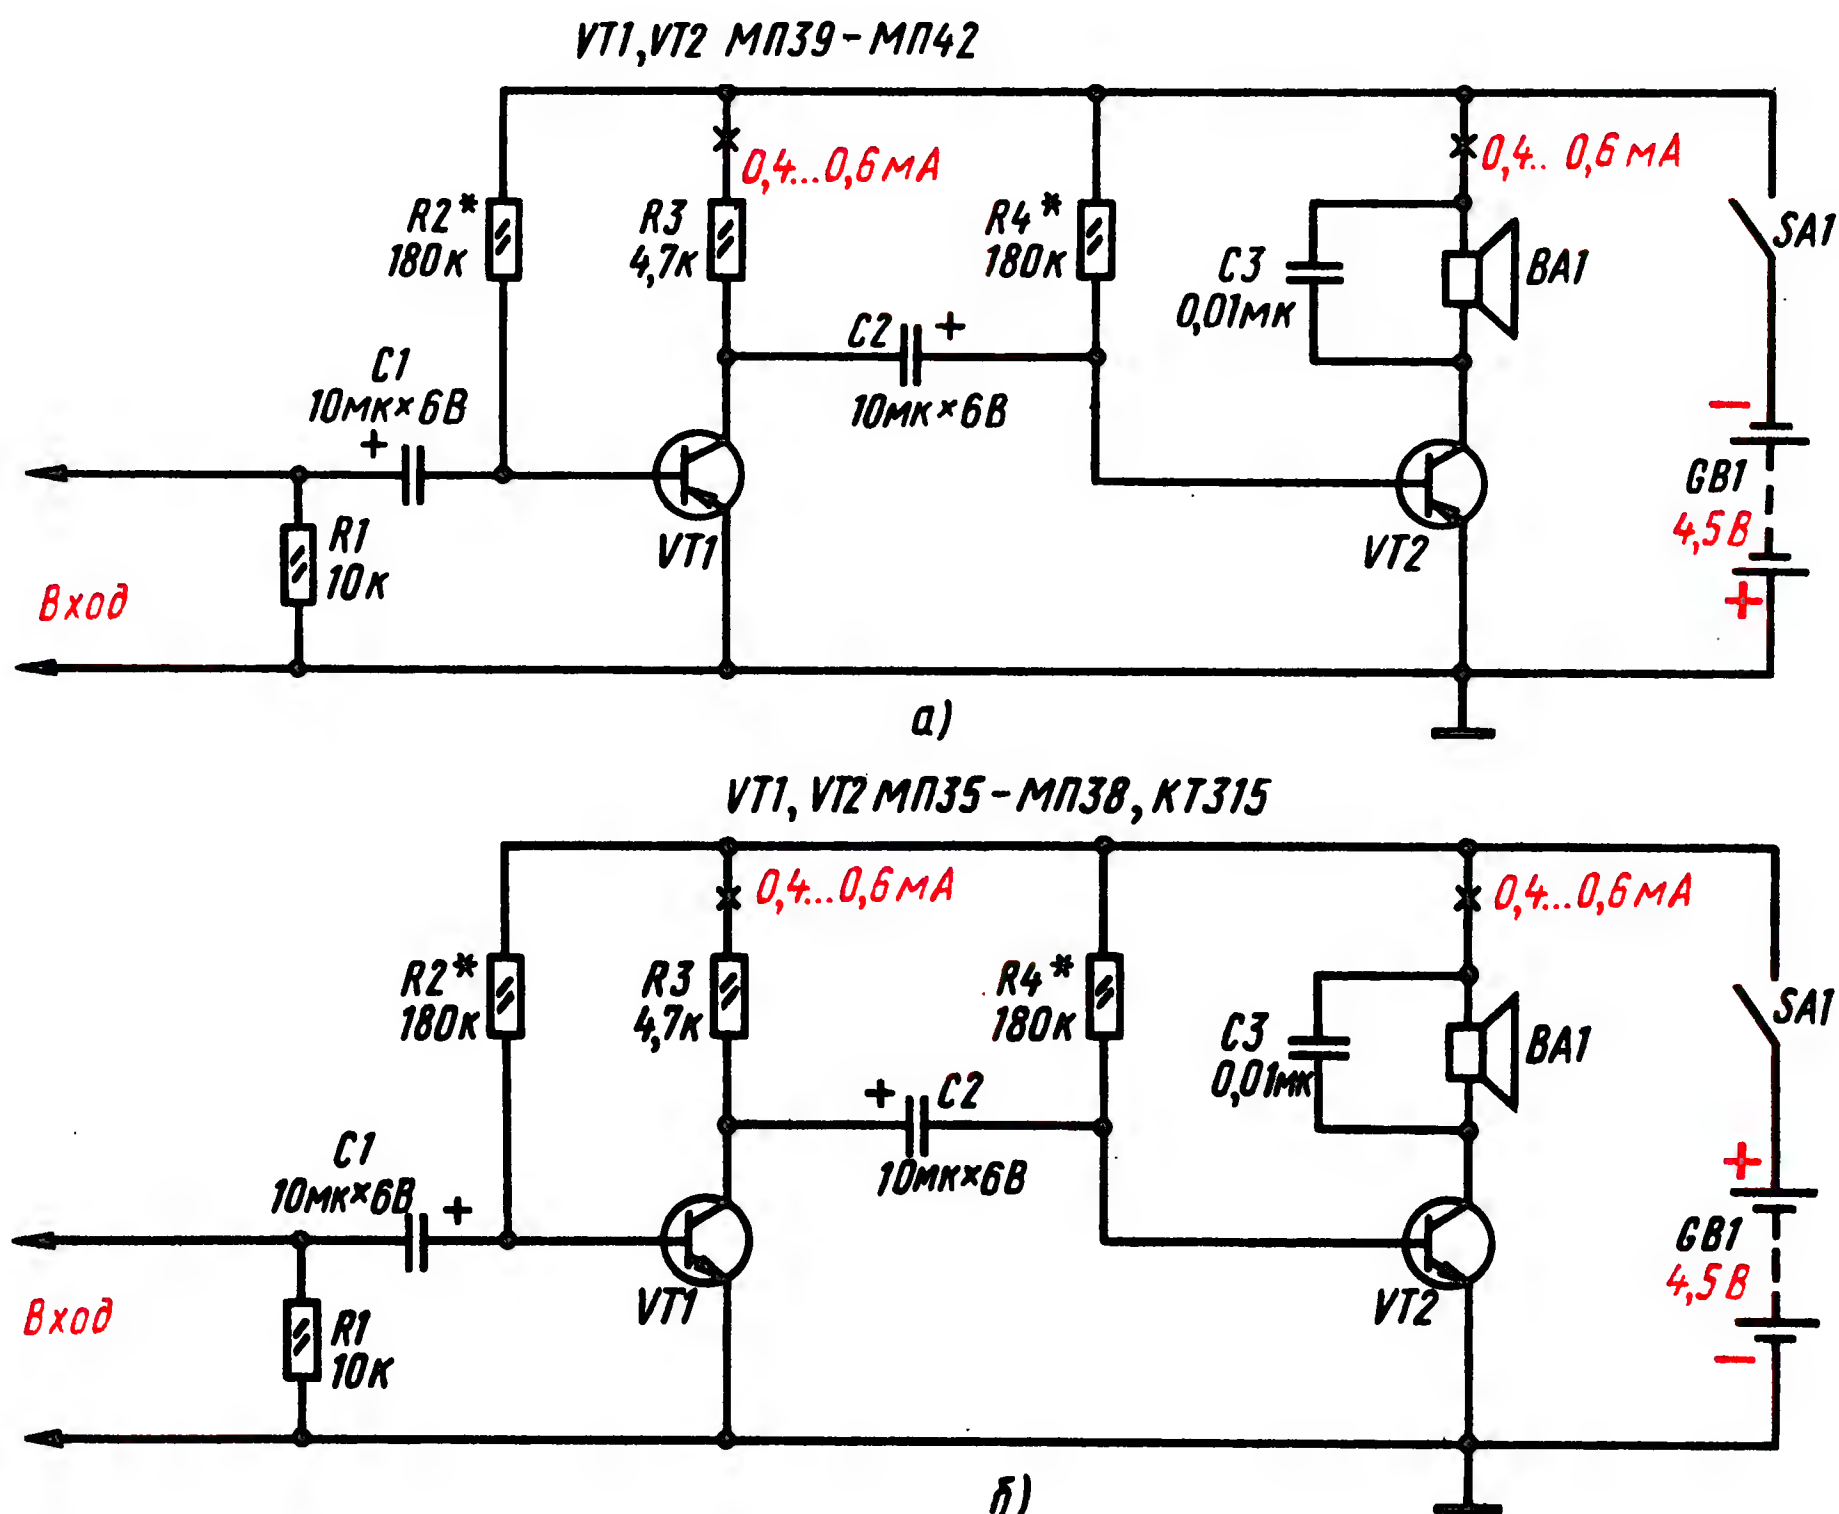 VT1, VT2 МП39 – МП42
0,4...0,6 мА
0,4.. 0,6 мА
R2*
180к
R3
4,7к
R4*
180к
C3
0,01мк
BA1
SA1
C1
10мк×6В
+
C2
+
10мк×6В
VT1
VT2
–
GB1
4,5В
+
R1
10к
Вход
а)
VT1, VT2 МП35 – МП38, КТ315
0,4...0,6 мА
0,4...0,6 мА
R2*
180к
R3
4,7к
R4*
180к
C3
0,01мк
BA1
SA1
C1
10мк×6В
+
+
C2
10мк×6В
VT1
VT2
+
GB1
4,5В
–
R1
10к
Вход
б)